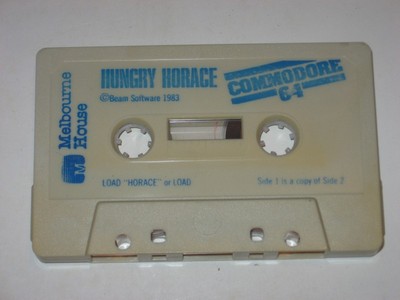 HUNGRY HORACE
©Beam Software 1983
COMMODORE
64
Melbourne
House
M
LOAD "HORACE" or LOAD
Side 1 is a copy of Side 2